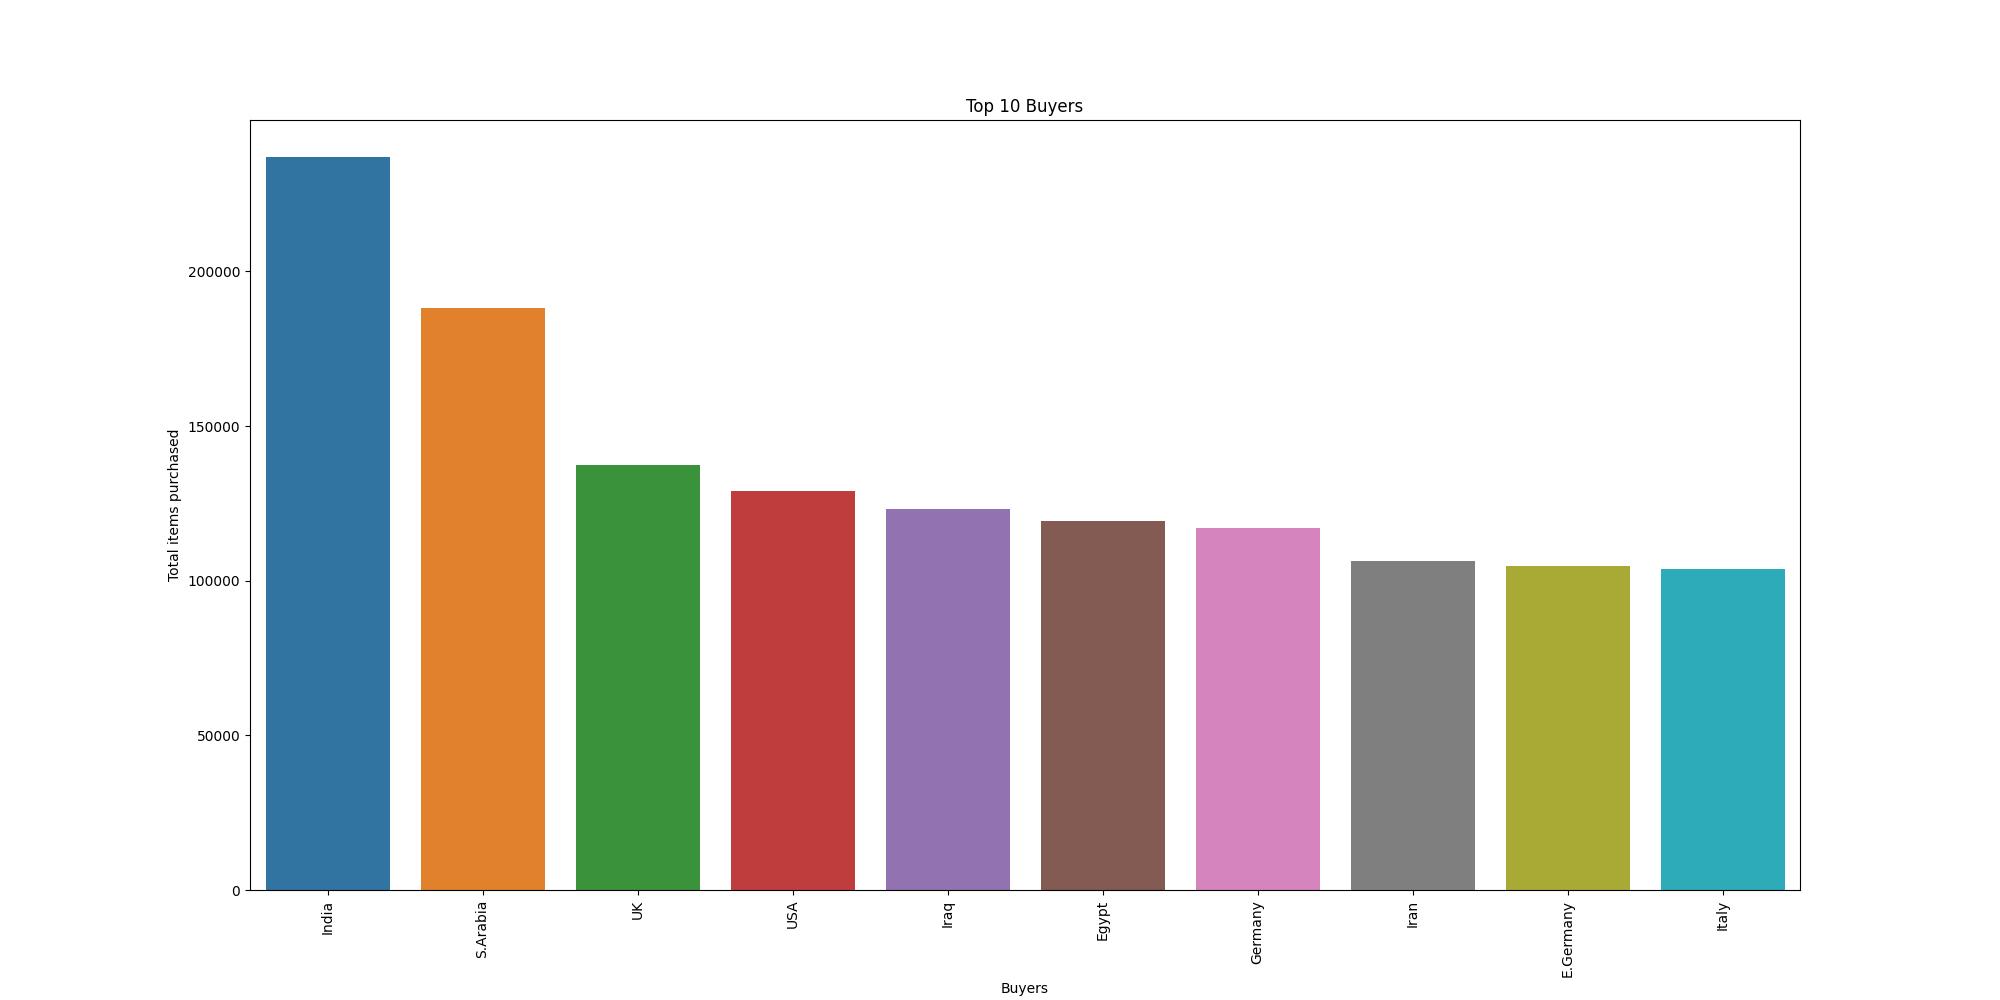 Top 10 Buyers
Total items purchased
200000
150000
100000
50000
0
India
S.Arabia
UK
USA
Iraq
Egypt
Germany
Iran
E.Germany
Italy
Buyers